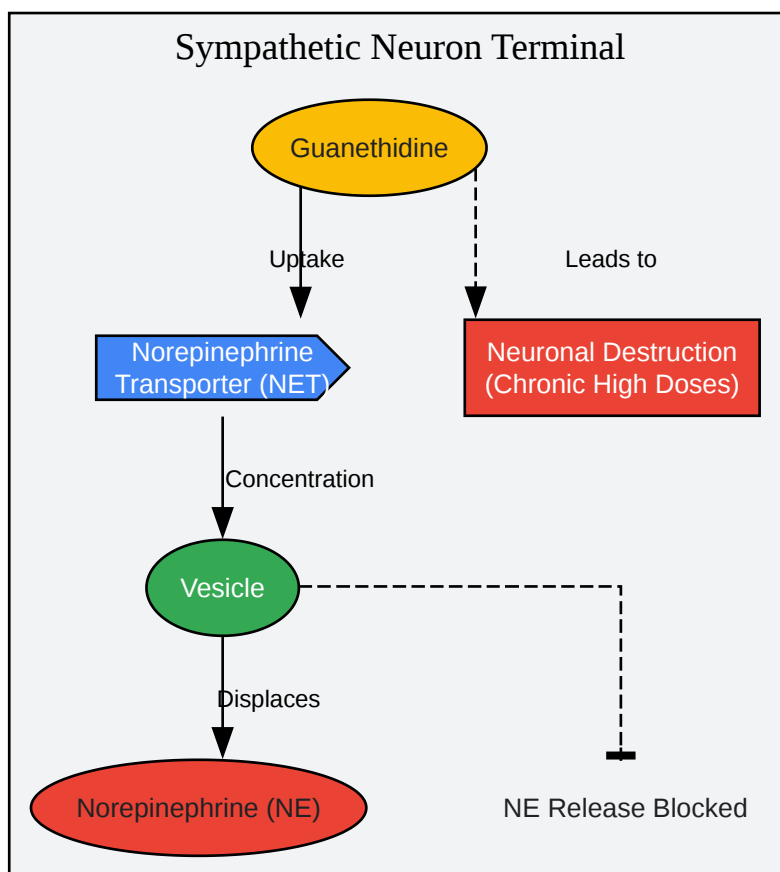 Sympathetic Neuron Terminal
Guanethidine
Uptake
Leads to
Norepinephrine
Transporter (NET)
Neuronal Destruction
(Chronic High Doses)
Concentration
Vesicle
Displaces
Norepinephrine (NE)
NE Release Blocked